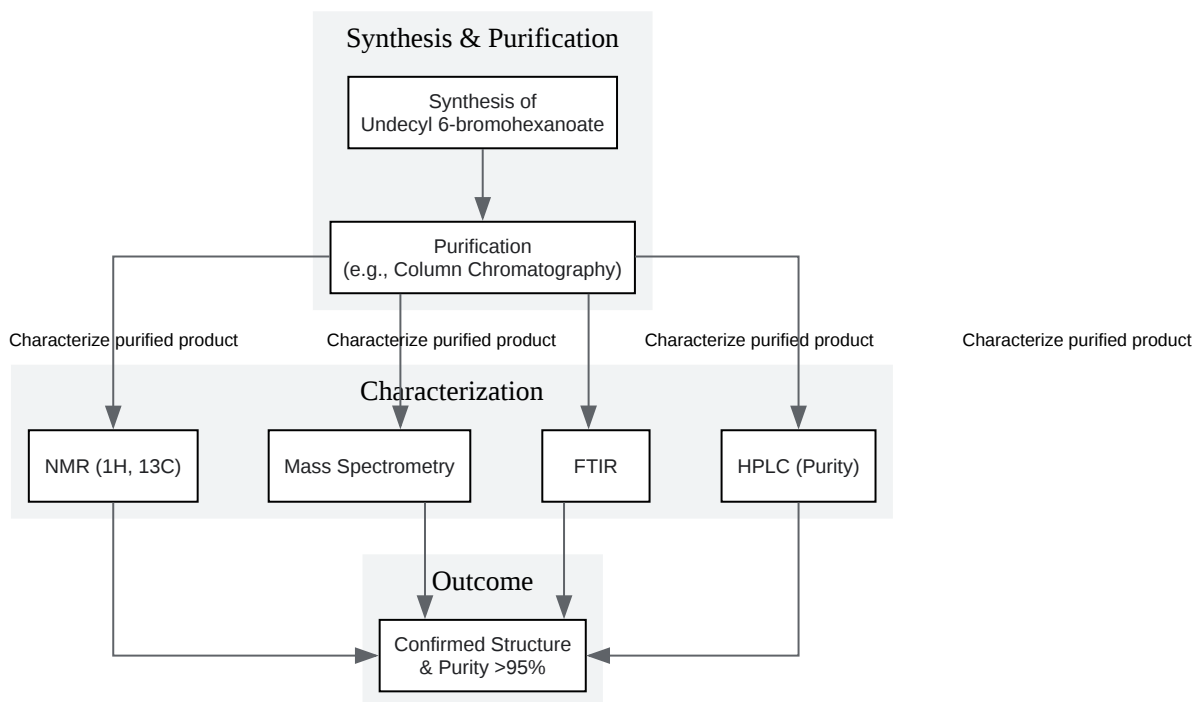 Synthesis & Purification
Synthesis of
Undecyl 6-bromohexanoate
Purification
(e.g., Column Chromatography)
Characterize purified product
Characterize purified product
Characterize purified product
Characterize purified product
Characterization
NMR (1H, 13C)
Mass Spectrometry
FTIR
HPLC (Purity)
Outcome
Confirmed Structure
& Purity >95%